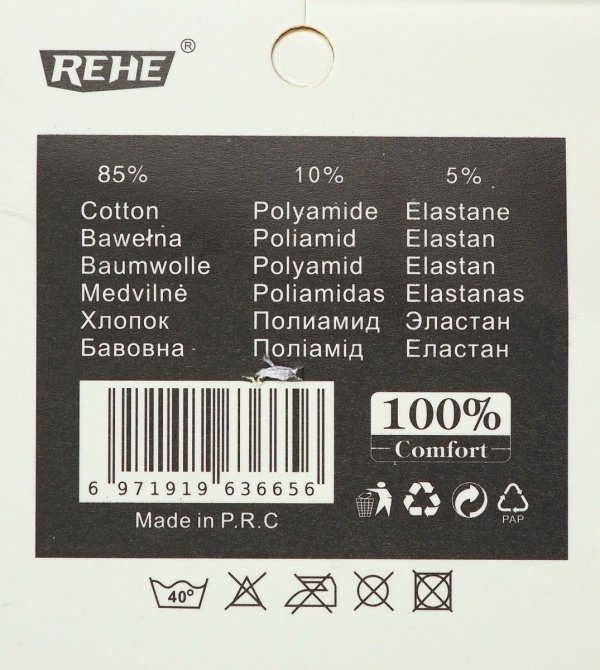 REHE®
85% 10% 5%
Cotton Polyamide Elastane
Bawełna Poliamid Elastan
Baumwolle Polyamid Elastan
Medvilnė Poliamidas Elastanas
Хлопок Полиамид Эластан
Бавовна Поліамід Еластан
100%
Comfort
6 971919 636656
PAP
Made in P.R.C
40°